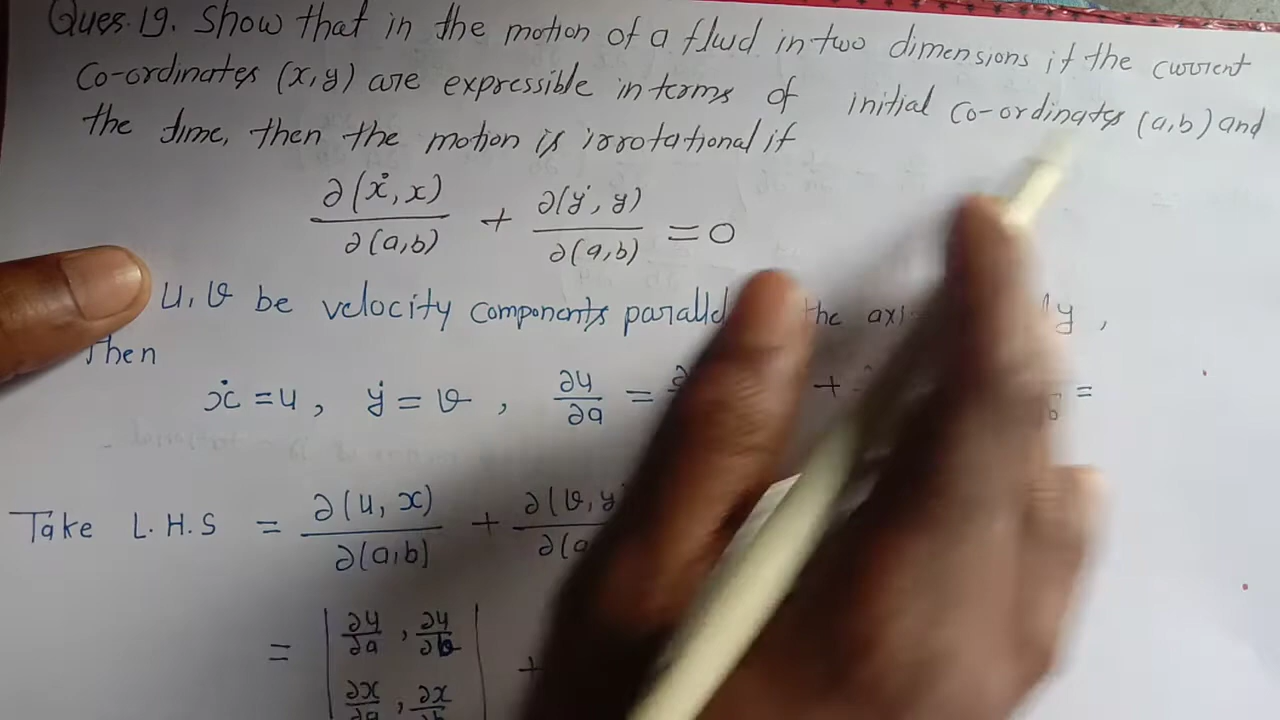 Ques.19. Show that in the motion of a fluid in two dimensions if the current
Co-ordinates (x,y) are expressible in terms of initial co-ordinates (a,b) and
the time, then the motion is irrotational if
∂(ẋ, x)/∂(a,b) + ∂(ẏ, y)/∂(a,b) = 0
u, v be velocity components the y,
Then
ẋ = u, ẏ = v, ∂u/∂a = + =
Take L.H.S = ∂(u, x)/∂(a,b) + ∂(v, y
= | ∂u/∂a , ∂u/∂b | +
∂x/∂a , ∂x/∂b